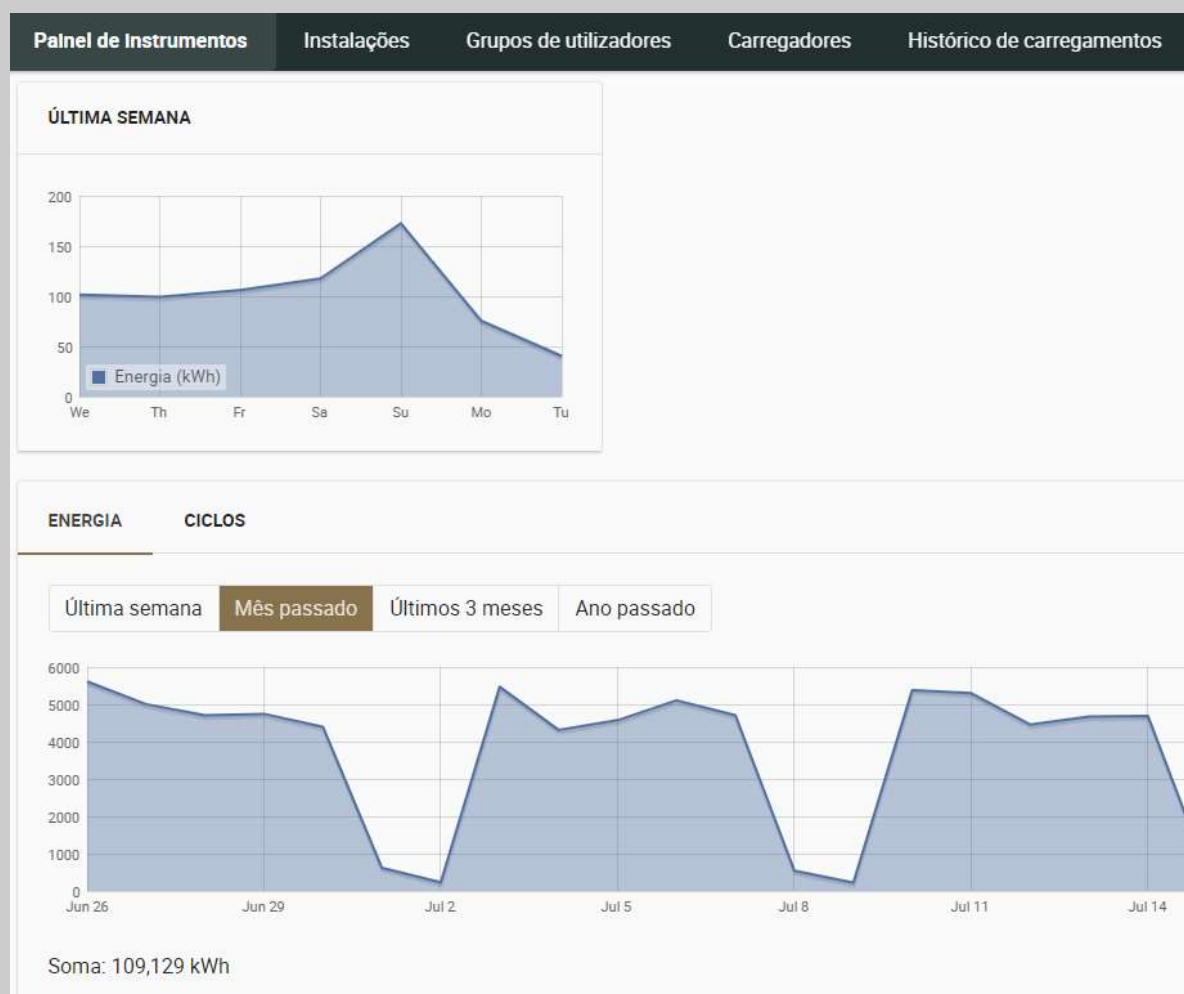 Painel de Instrumentos Instalações Grupos de utilizadores Carregadores Histórico de carregamentos
ÚLTIMA SEMANA
200
150
100
50
0
Energia (kWh)
We Th Fr Sa Su Mo Tu
ENERGIA CICLOS
Última semana Mês passado Últimos 3 meses Ano passado
6000
5000
4000
3000
2000
1000
0
Jun 26 Jun 29 Jul 2 Jul 5 Jul 8 Jul 11 Jul 14
Soma: 109,129 kWh